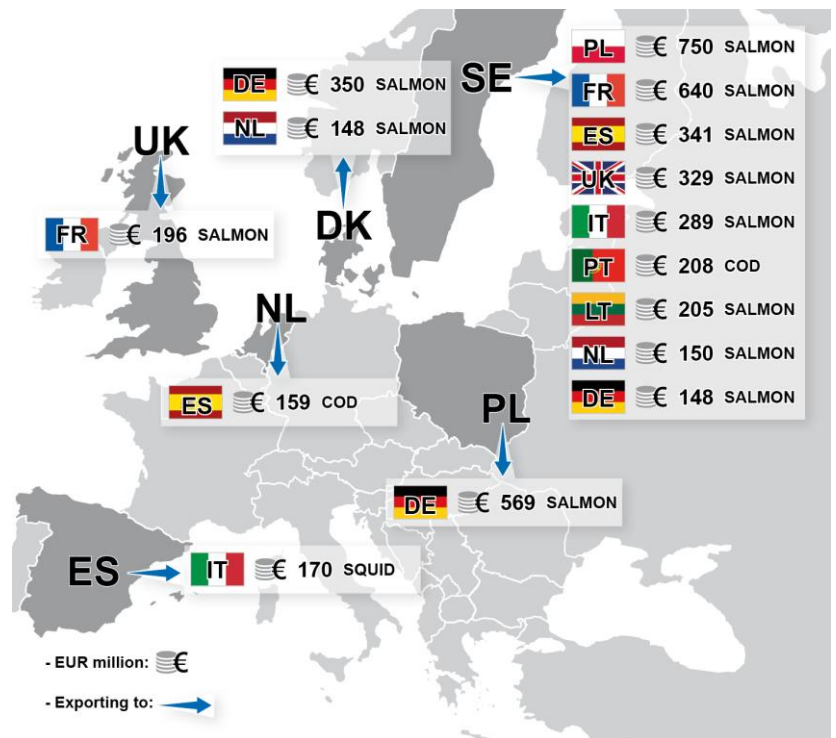 SE
PL € 750 SALMON
FR € 640 SALMON
ES € 341 SALMON
UK € 329 SALMON
IT € 289 SALMON
PT € 208 COD
LT € 205 SALMON
NL € 150 SALMON
DE € 148 SALMON
DE € 350 SALMON
NL € 148 SALMON
DK
UK
FR € 196 SALMON
NL
ES € 159 COD
PL
DE € 569 SALMON
ES
IT € 170 SQUID
- EUR million: €
- Exporting to: